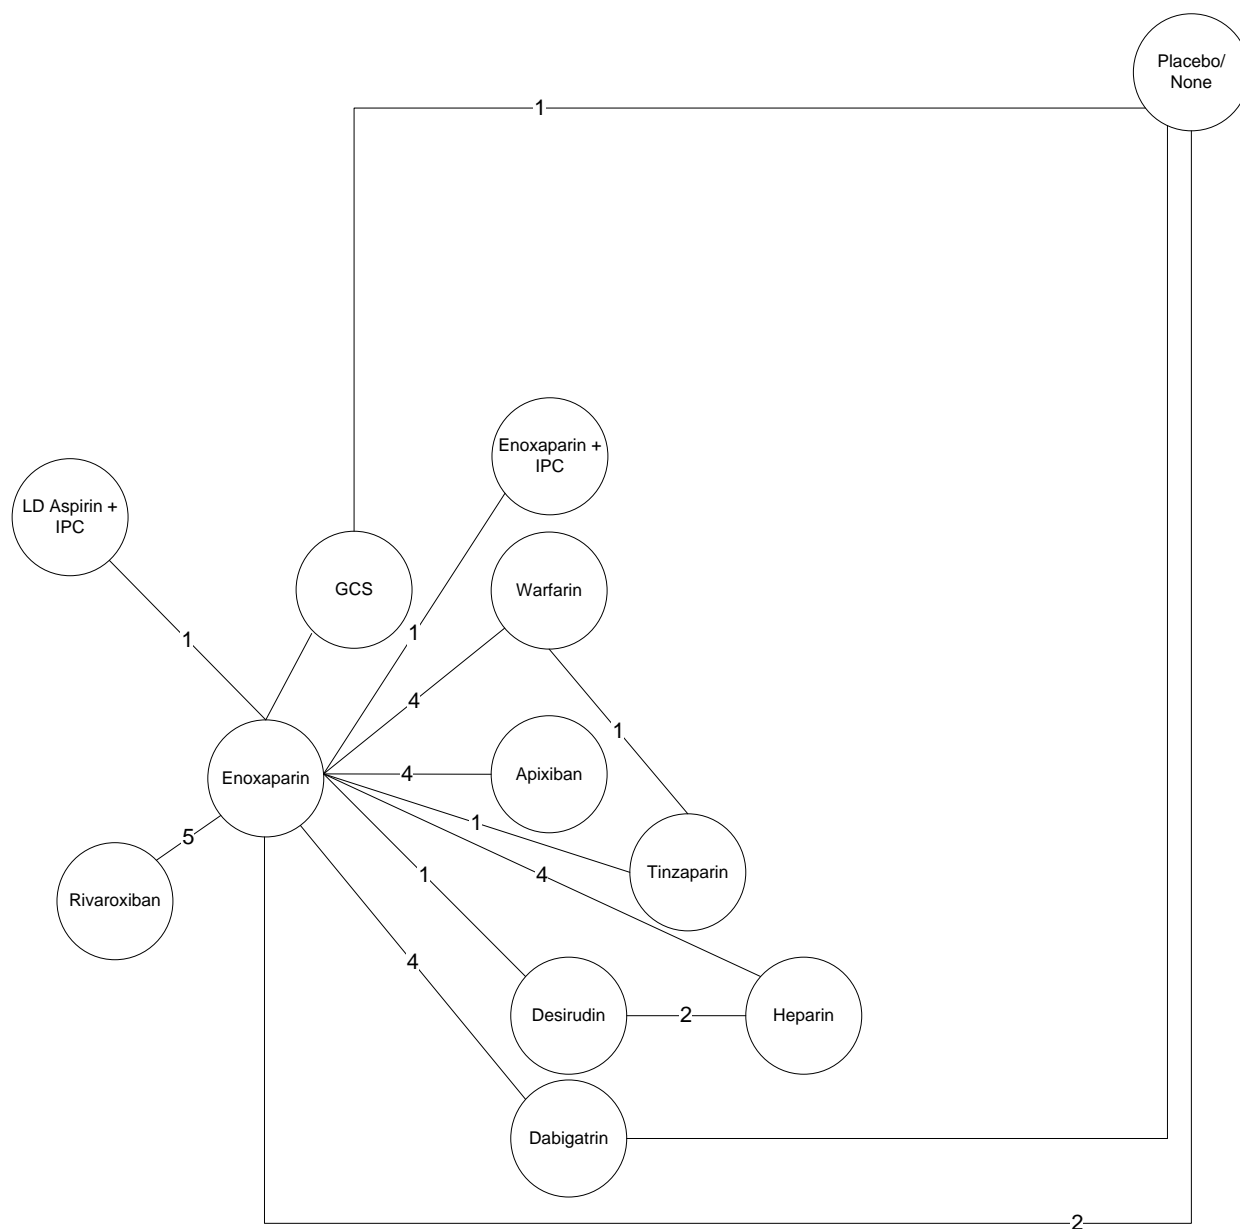 Placebo/
None
1
Enoxaparin +
IPC
LD Aspirin +
IPC
GCS
Warfarin
1
1
4
1
Enoxaparin
4
Apixiban
1
5
4
1
Tinzaparin
Rivaroxiban
4
Desirudin
2
Heparin
Dabigatrin
2